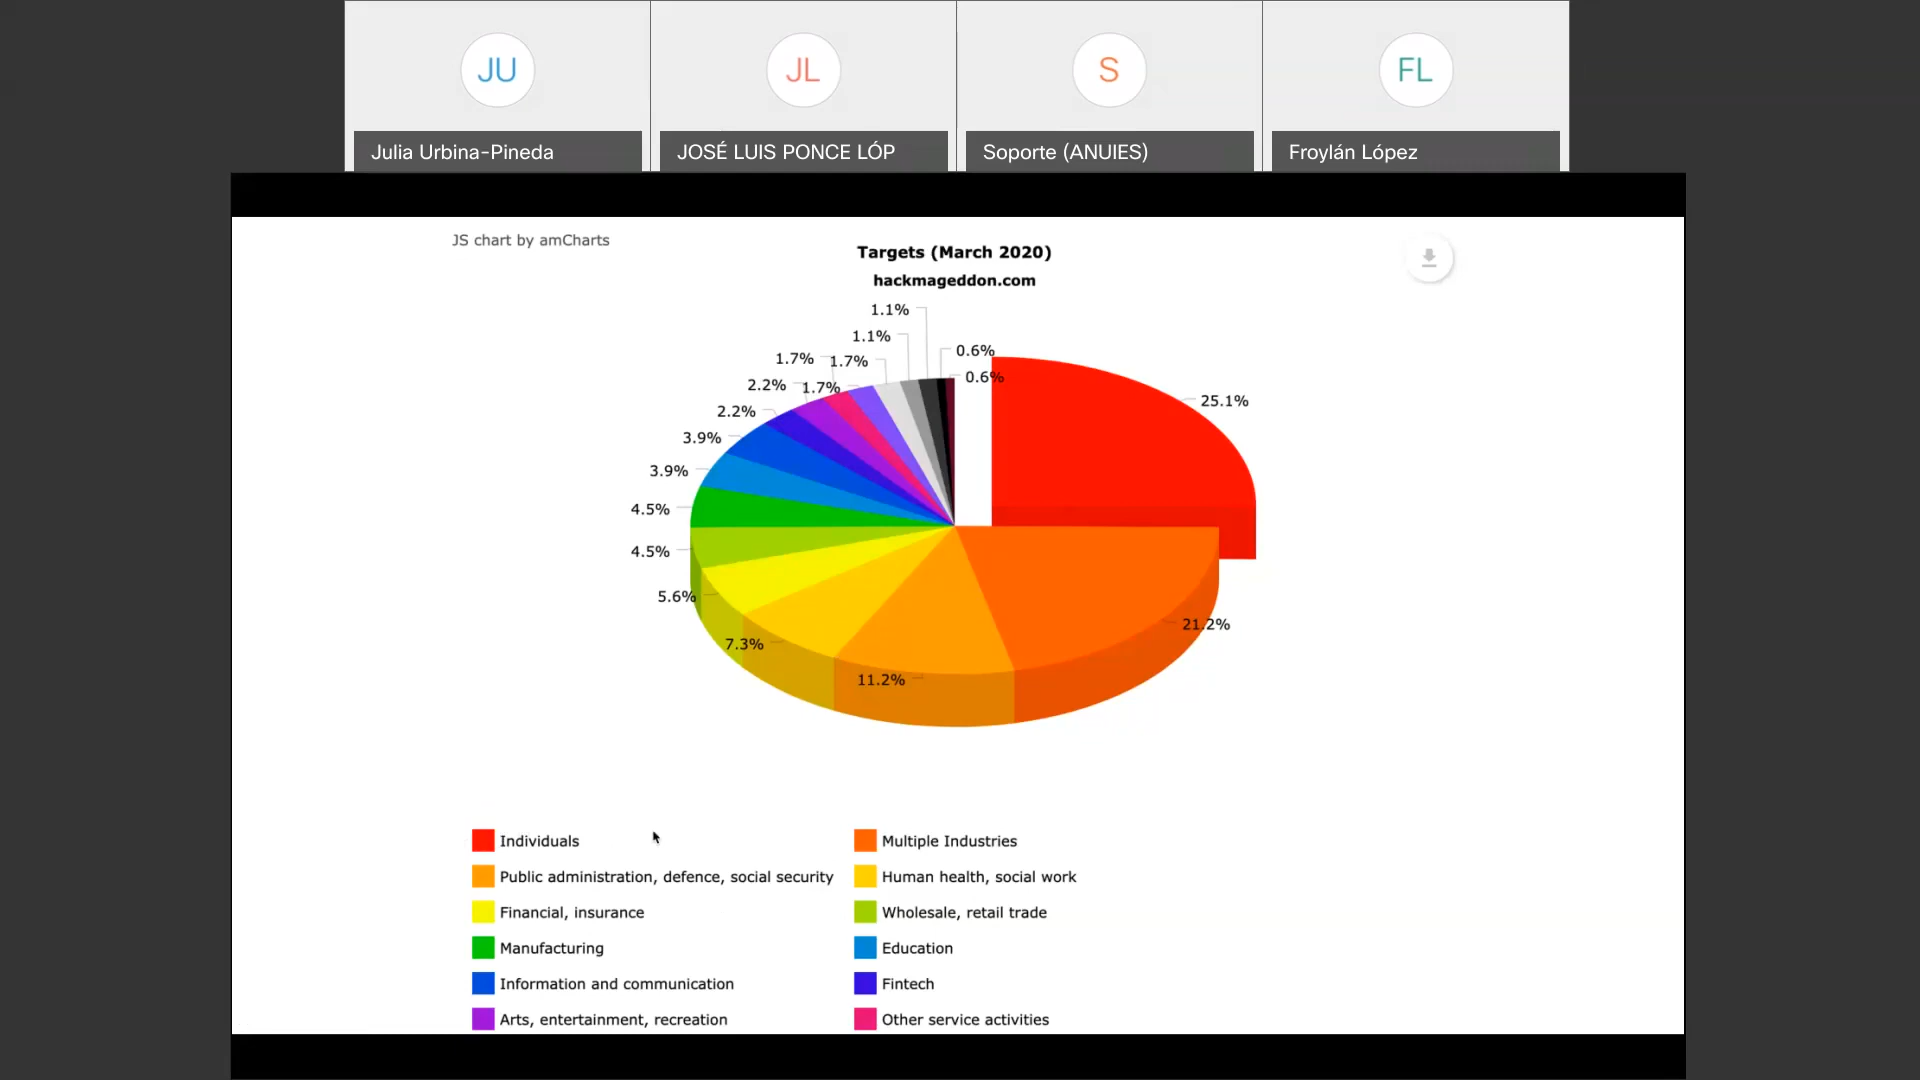 JU
JL
S
FL
Julia Urbina-Pineda
JOSÉ LUIS PONCE LÓP
Soporte (ANUIES)
Froylán López
JS chart by amCharts
Targets (March 2020)
hackmageddon.com
1.1%
1.1%
0.6%
1.7%
1.7%
0.6%
2.2%
1.7%
25.1%
2.2%
3.9%
3.9%
4.5%
4.5%
5.6%
21.2%
7.3%
11.2%
Individuals
Multiple Industries
Public administration, defence, social security
Human health, social work
Financial, insurance
Wholesale, retail trade
Manufacturing
Education
Information and communication
Fintech
Arts, entertainment, recreation
Other service activities